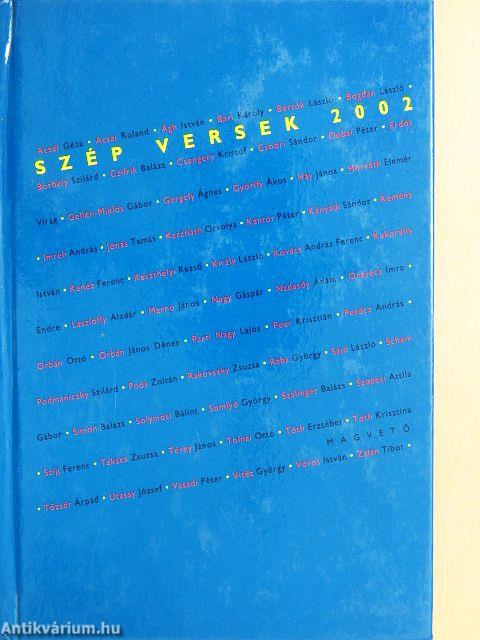 Aczél Géza • Acsai Roland • Ágh István • Bari Károly • Bertók László • Bogdán László •
SZÉP VERSEK 2002
Borbély Szilárd • Czifrik Balázs • Csengery Kristóf • Csoóri Sándor • Dobai Péter • Erdős
Virág • Géllen-Miklós Gábor • Gergely Ágnes • Győrffy Ákos • Háy János • Horváth Elemér
• Imreh András • Jónás Tamás • Karafiáth Orsolya • Kántor Péter • Kányádi Sándor • Kemény
István • Kenéz Ferenc • Keszthelyi Rezső • Király László • Kovács András Ferenc • Kukorelly
Endre • Lászlóffy Aladár • Marno János • Nagy Gáspár • Nádasdy Ádám • Oravecz Imre •
Orbán Ottó • Orbán János Dénes • Parti Nagy Lajos • Peer Krisztián • Petőcz András •
Podmaniczky Szilárd • Poós Zoltán • Rakovszky Zsuzsa • Rába György • Sajó László • Schein
Gábor • Simon Balázs • Solymosi Bálint • Somlyó György • Szálinger Balázs • Szepesi Attila
• Szijj Ferenc • Takács Zsuzsa • Térey János • Tolnai Ottó • Tóth Erzsébet • Tóth Krisztina
MAGVETŐ
• Tőzsér Árpád • Utassy József • Vasadi Péter • Vitéz György • Vörös István • Zalán Tibor •
Antikvárium.hu